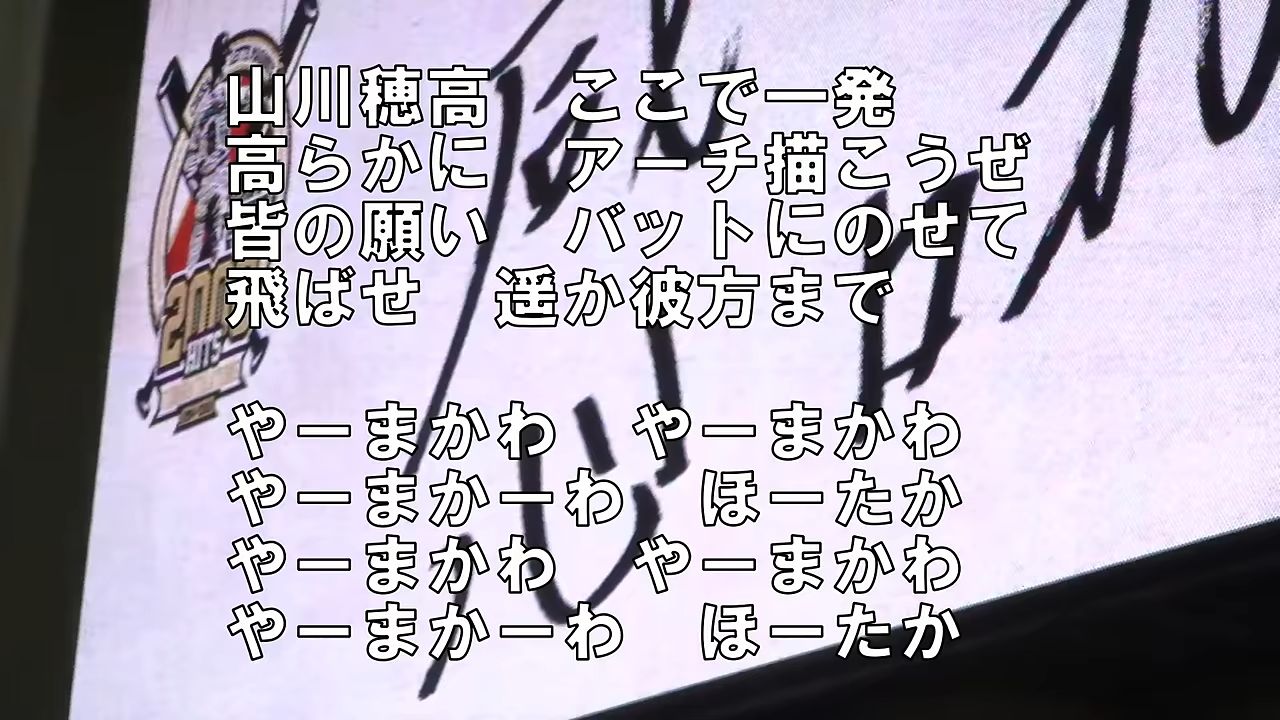 山川穂高　ここで一発
高らかに　アーチ描こうぜ
皆の願い　バットにのせて
飛ばせ　遥か彼方まで
やーまかわ　やーまかわ
やーまかーわ　ほーたか
やーまかわ　やーまかわ
やーまかーわ　ほーたか
HITS